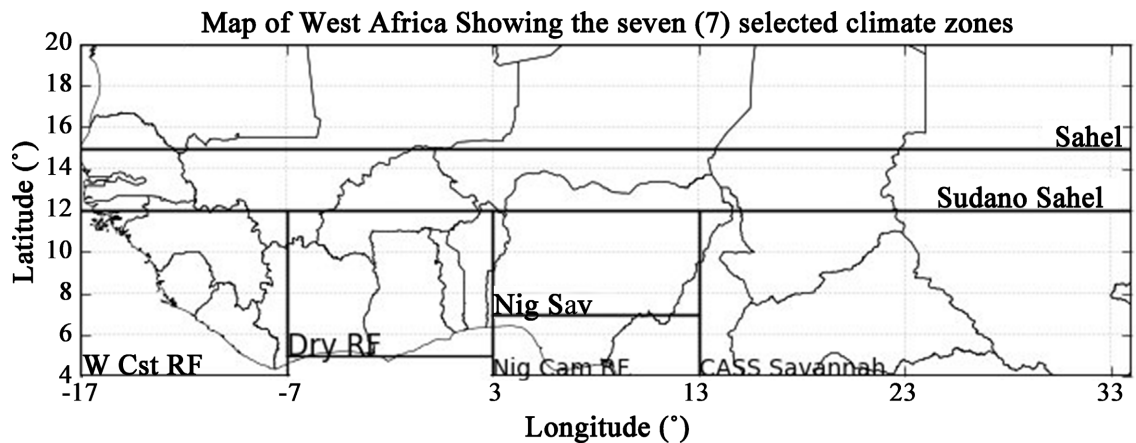 Map of West Africa Showing the seven (7) selected climate zones
20
18
16
Sahel
14
Sudano Sahel
12
10
8
Nig Sav
6
Dry RF
W Cst RF
Nig Cam RF
CASS Savannah
4
Latitude (°)
-17 -7 3 13 23 33
Longitude (°)